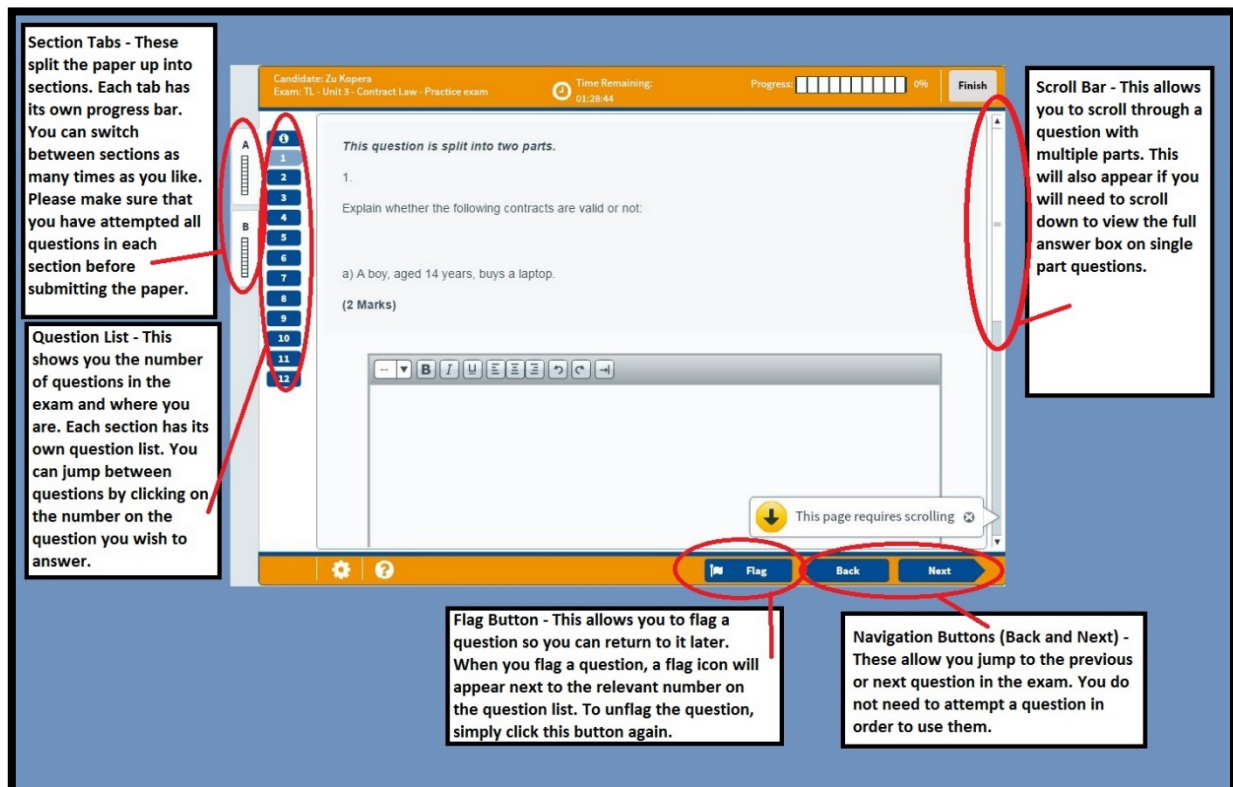 Section Tabs - These
split the paper up into
sections. Each tab has
its own progress bar.
You can switch
between sections as
many times as you like.
Please make sure that
you have attempted all
questions in each
section before
submitting the paper.
Question List - This
shows you the number
of questions in the
exam and where you
are. Each section has its
own question list. You
can jump between
questions by clicking on
the number on the
question you wish to
answer.
Candidate: Zu Kopera
Exam: TL - Unit 3 - Contract Law - Practice exam
Time Remaining:
01:28:44
Progress: 0%
Finish
A
B
1
2
3
4
5
6
7
8
9
10
11
12
This question is split into two parts.
1.
Explain whether the following contracts are valid or not:
a) A boy, aged 14 years, buys a laptop.
(2 Marks)
-- B I U
This page requires scrolling
? Flag Back Next
Scroll Bar - This allows
you to scroll through a
question with
multiple parts. This
will also appear if you
will need to scroll
down to view the full
answer box on single
part questions.
Flag Button - This allows you to flag a
question so you can return to it later.
When you flag a question, a flag icon will
appear next to the relevant number on
the question list. To unflag the question,
simply click this button again.
Navigation Buttons (Back and Next) -
These allow you jump to the previous
or next question in the exam. You do
not need to attempt a question in
order to use them.